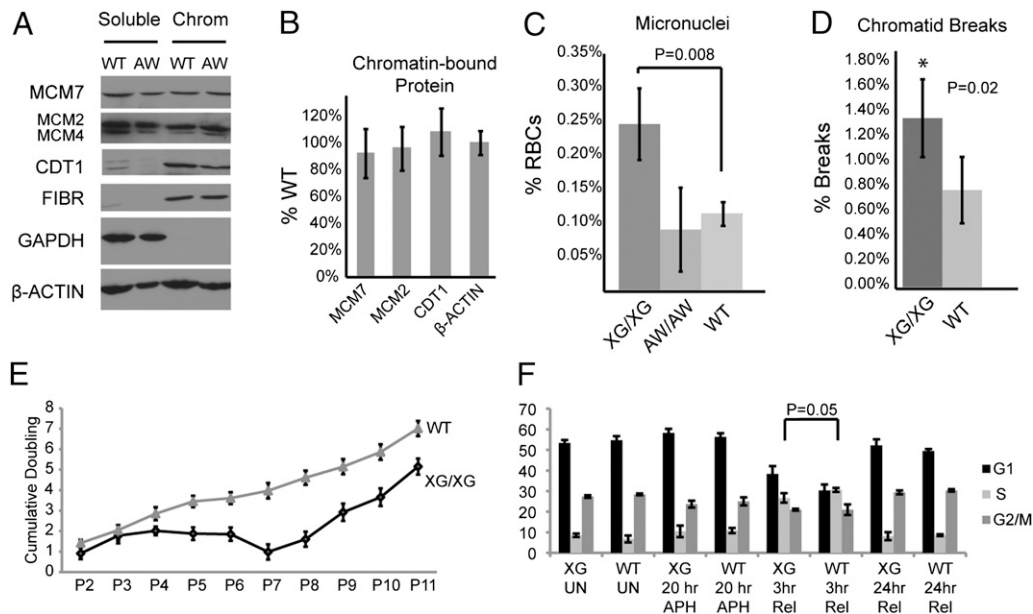 A
Soluble Chrom
WT AW WT AW
MCM7
MCM2
MCM4
CDT1
FIBR
GAPDH
β-ACTIN
B
Chromatin-bound
Protein
% WT
120%
100%
80%
60%
40%
20%
0%
MCM7 MCM2 CDT1 β-ACTIN
C
Micronuclei
P=0.008
% RBCs
0.35%
0.30%
0.25%
0.15%
0.10%
0.05%
XG/XG AW/AW WT
D
Chromatid Breaks
*
P=0.02
% Breaks
1.80%
1.60%
1.40%
1.20%
1.00%
0.80%
0.60%
0.40%
0.20%
0.00%
XG/XG WT
E
Cumulative Doubling
8
7
6
5
4
3
2
1
0
WT
XG/XG
P2 P3 P4 P5 P6 P7 P8 P9 P10 P11
F
P=0.05
70
60
50
40
30
20
10
0
G1
S
G2/M
XG WT XG WT XG WT XG WT
UN UN 20 hr 20 hr 3hr 3hr 24hr 24hr
APH APH Rel Rel Rel Rel